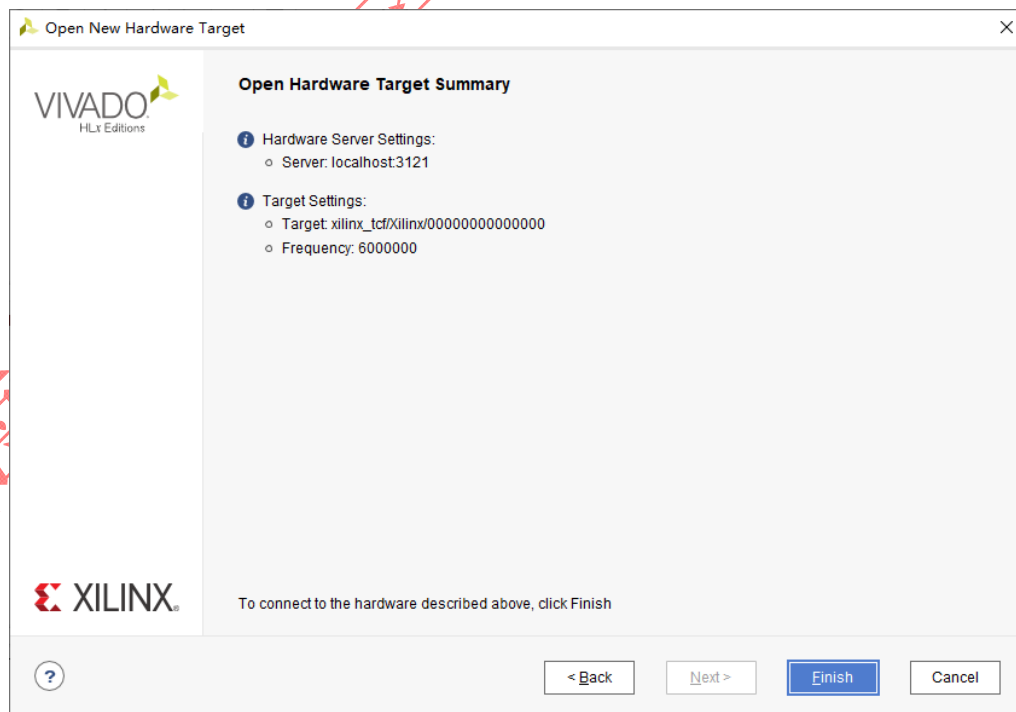 Open New Hardware Target
VIVADO.
HLx Editions
Open Hardware Target Summary
Hardware Server Settings:
Server: localhost:3121
Target Settings:
Target: xilinx_tcf/Xilinx/00000000000000
Frequency: 6000000
XILINX.
To connect to the hardware described above, click Finish
?
< Back
Next >
Finish
Cancel